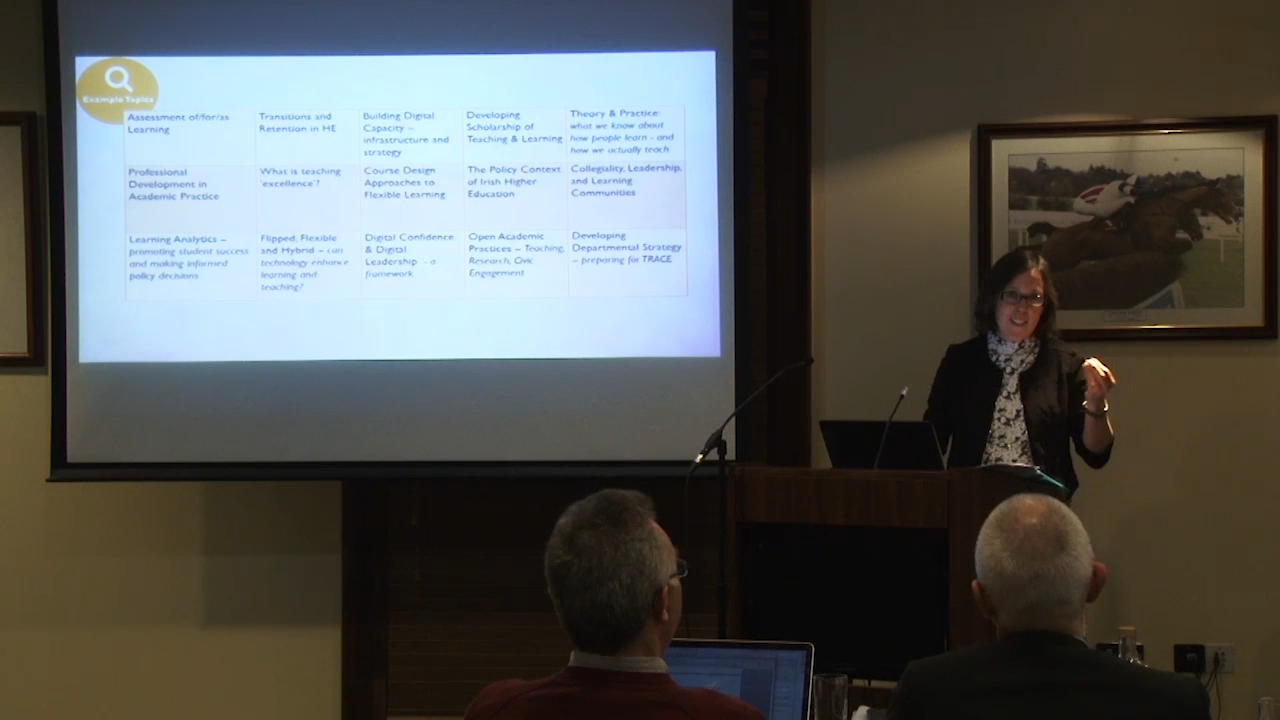 Example Topics
Assessment of/for/as
Learning
Transitions and
Retention in HE
Building Digital
Capacity –
infrastructure and
strategy
Developing
Scholarship of
Teaching & Learning
Theory & Practice:
what we know about
how people learn - and
how we actually teach
Professional
Development in
Academic Practice
What is teaching
'excellence'?
Course Design
Approaches to
Flexible Learning
The Policy Context
of Irish Higher
Education
Collegiality, Leadership,
and Learning
Communities
Learning Analytics –
promoting student success
and making informed
policy decisions
Flipped, Flexible
and Hybrid – can
technology enhance
learning and
teaching?
Digital Confidence
& Digital
Leadership - a
framework
Open Academic
Practices – Teaching,
Research, Civic
Engagement
Developing
Departmental Strategy
– preparing for TRACE